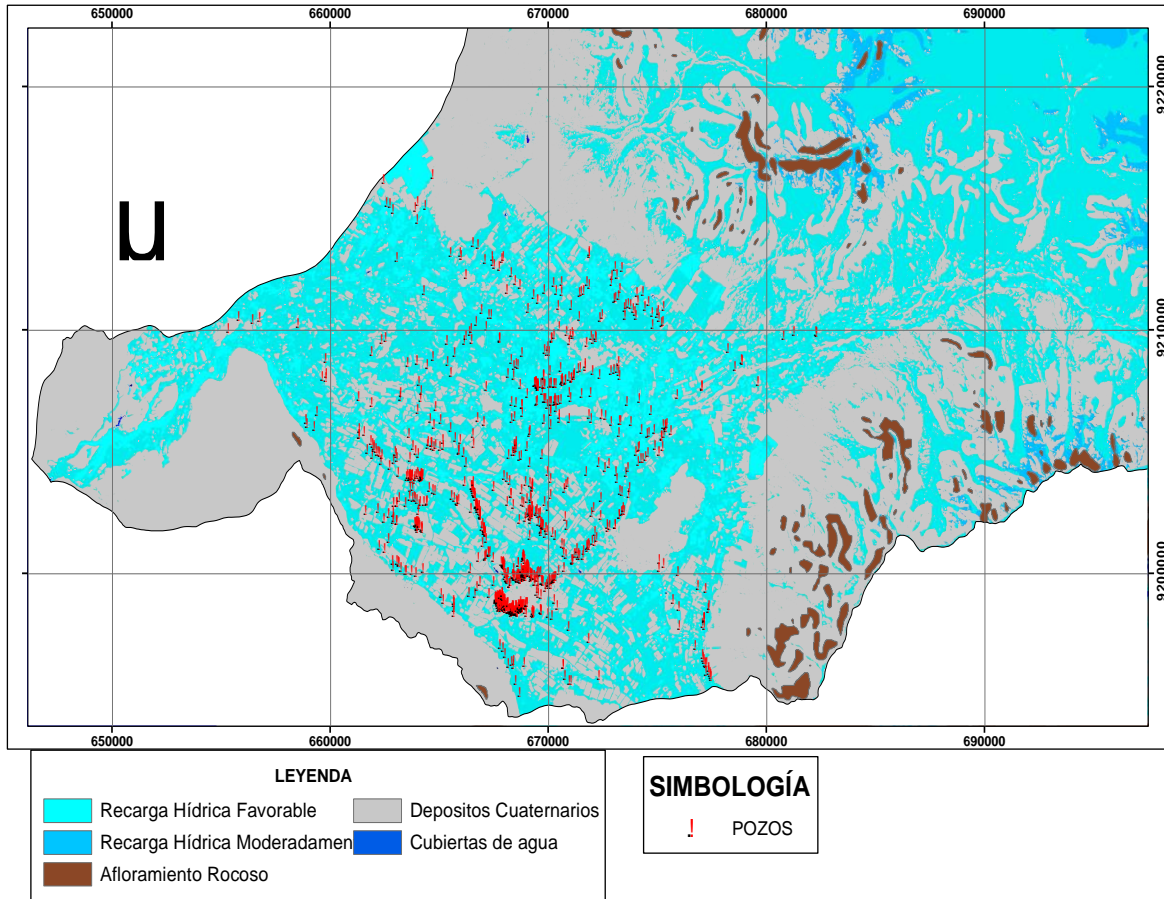 650000 660000 670000 680000 690000
9220000
u
9210000
9200000
650000 660000 670000 680000 690000
LEYENDA
Recarga Hídrica Favorable
Recarga Hídrica Moderadamen
Afloramiento Rocoso
Depositos Cuaternarios
Cubiertas de agua
SIMBOLOGÍA
! POZOS